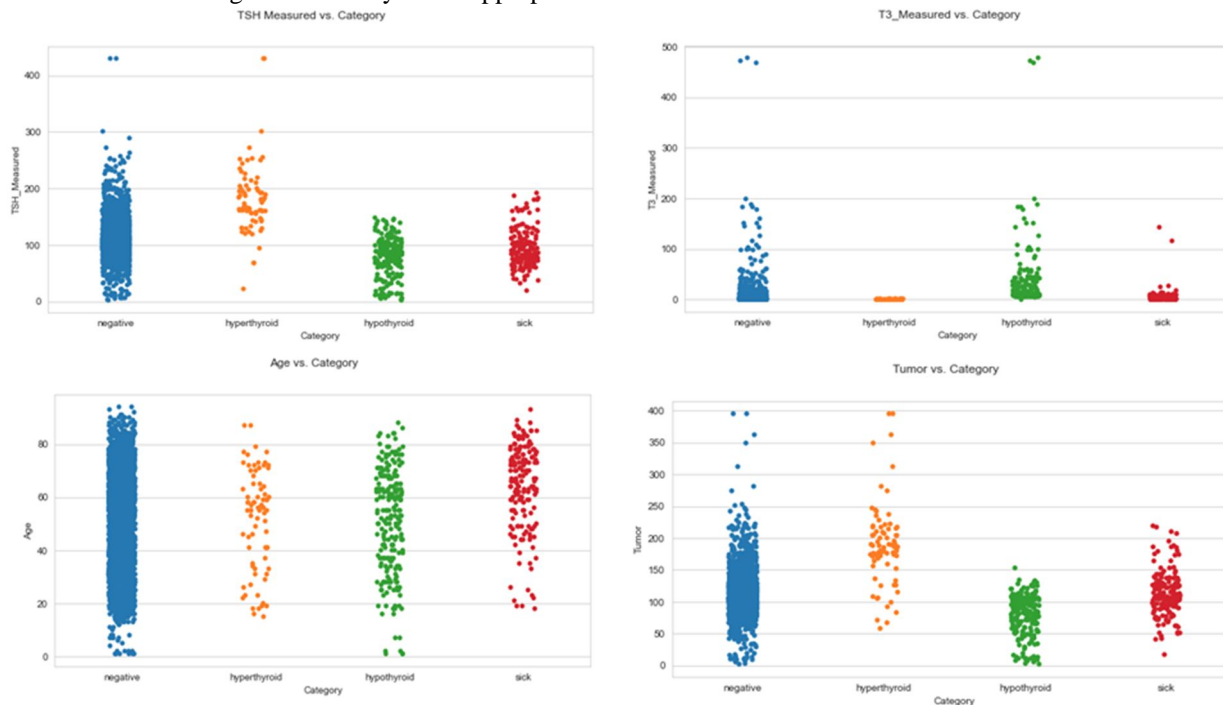 TSH Measured vs. Category
TSH_Measured
400
300
200
100
0
negative
hyperthyroid
hypothyroid
sick
Category
T3_Measured vs. Category
T3_Measured
500
400
300
200
100
0
negative
hyperthyroid
hypothyroid
sick
Category
Age vs. Category
Age
80
60
40
20
0
negative
hyperthyroid
hypothyroid
sick
Category
Tumor vs. Category
Tumor
400
350
300
250
200
150
100
50
0
negative
hyperthyroid
hypothyroid
sick
Category